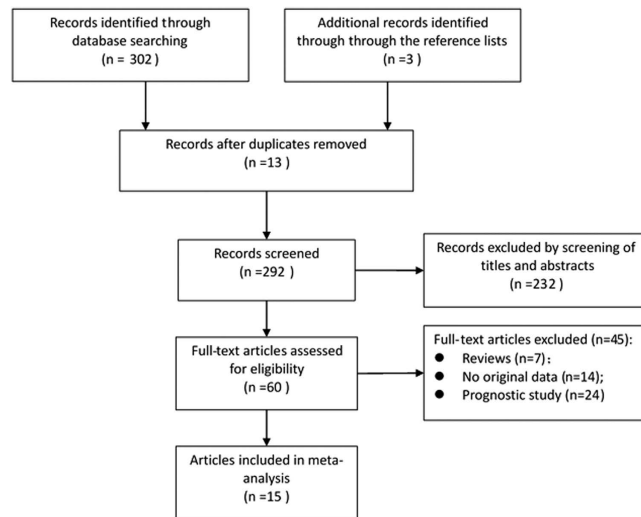 Records identified through
database searching
(n = 302)
Additional records identified
through through the reference lists
(n =3 )
Records after duplicates removed
(n =13 )
Records screened
(n =292 )
Records excluded by screening of
titles and abstracts
(n =232 )
Full-text articles assessed
for eligibility
(n =60 )
Full-text articles excluded (n=45):
● Reviews (n=7);
● No original data (n=14);
● Prognostic study (n=24)
Articles included in meta-
analysis
(n =15 )